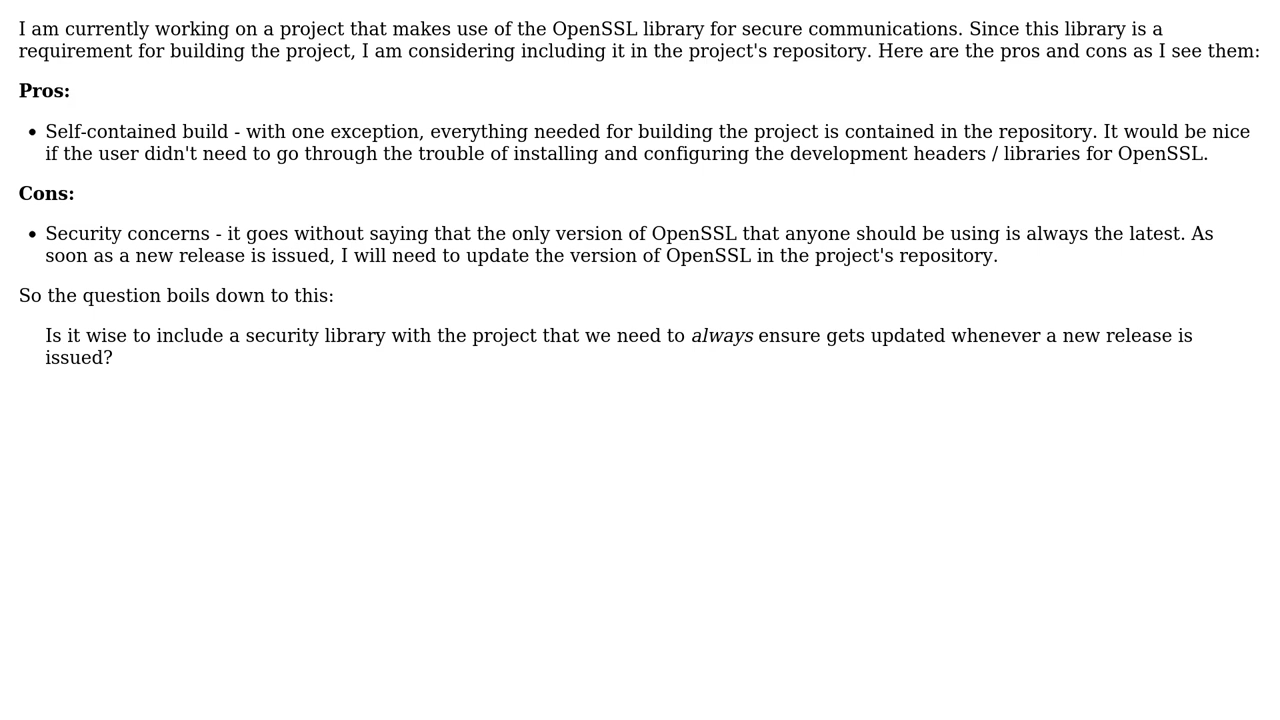 I am currently working on a project that makes use of the OpenSSL library for secure communications. Since this library is a
requirement for building the project, I am considering including it in the project's repository. Here are the pros and cons as I see them:
Pros:
• Self-contained build - with one exception, everything needed for building the project is contained in the repository. It would be nice
if the user didn't need to go through the trouble of installing and configuring the development headers / libraries for OpenSSL.
Cons:
• Security concerns - it goes without saying that the only version of OpenSSL that anyone should be using is always the latest. As
soon as a new release is issued, I will need to update the version of OpenSSL in the project's repository.
So the question boils down to this:
Is it wise to include a security library with the project that we need to always ensure gets updated whenever a new release is
issued?